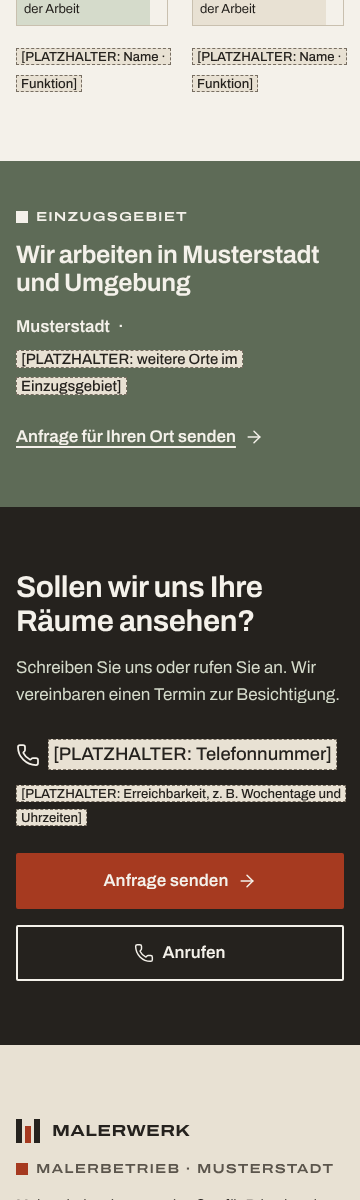 der Arbeit
der Arbeit
[PLATZHALTER: Name ·
Funktion]
[PLATZHALTER: Name ·
Funktion]
EINZUGSGEBIET
Wir arbeiten in Musterstadt
und Umgebung
Musterstadt ·
[PLATZHALTER: weitere Orte im
Einzugsgebiet]
Anfrage für Ihren Ort senden →
Sollen wir uns Ihre
Räume ansehen?
Schreiben Sie uns oder rufen Sie an. Wir
vereinbaren einen Termin zur Besichtigung.
[PLATZHALTER: Telefonnummer]
[PLATZHALTER: Erreichbarkeit, z. B. Wochentage und
Uhrzeiten]
Anfrage senden →
Anrufen
MALERWERK
MALERBETRIEB · MUSTERSTADT